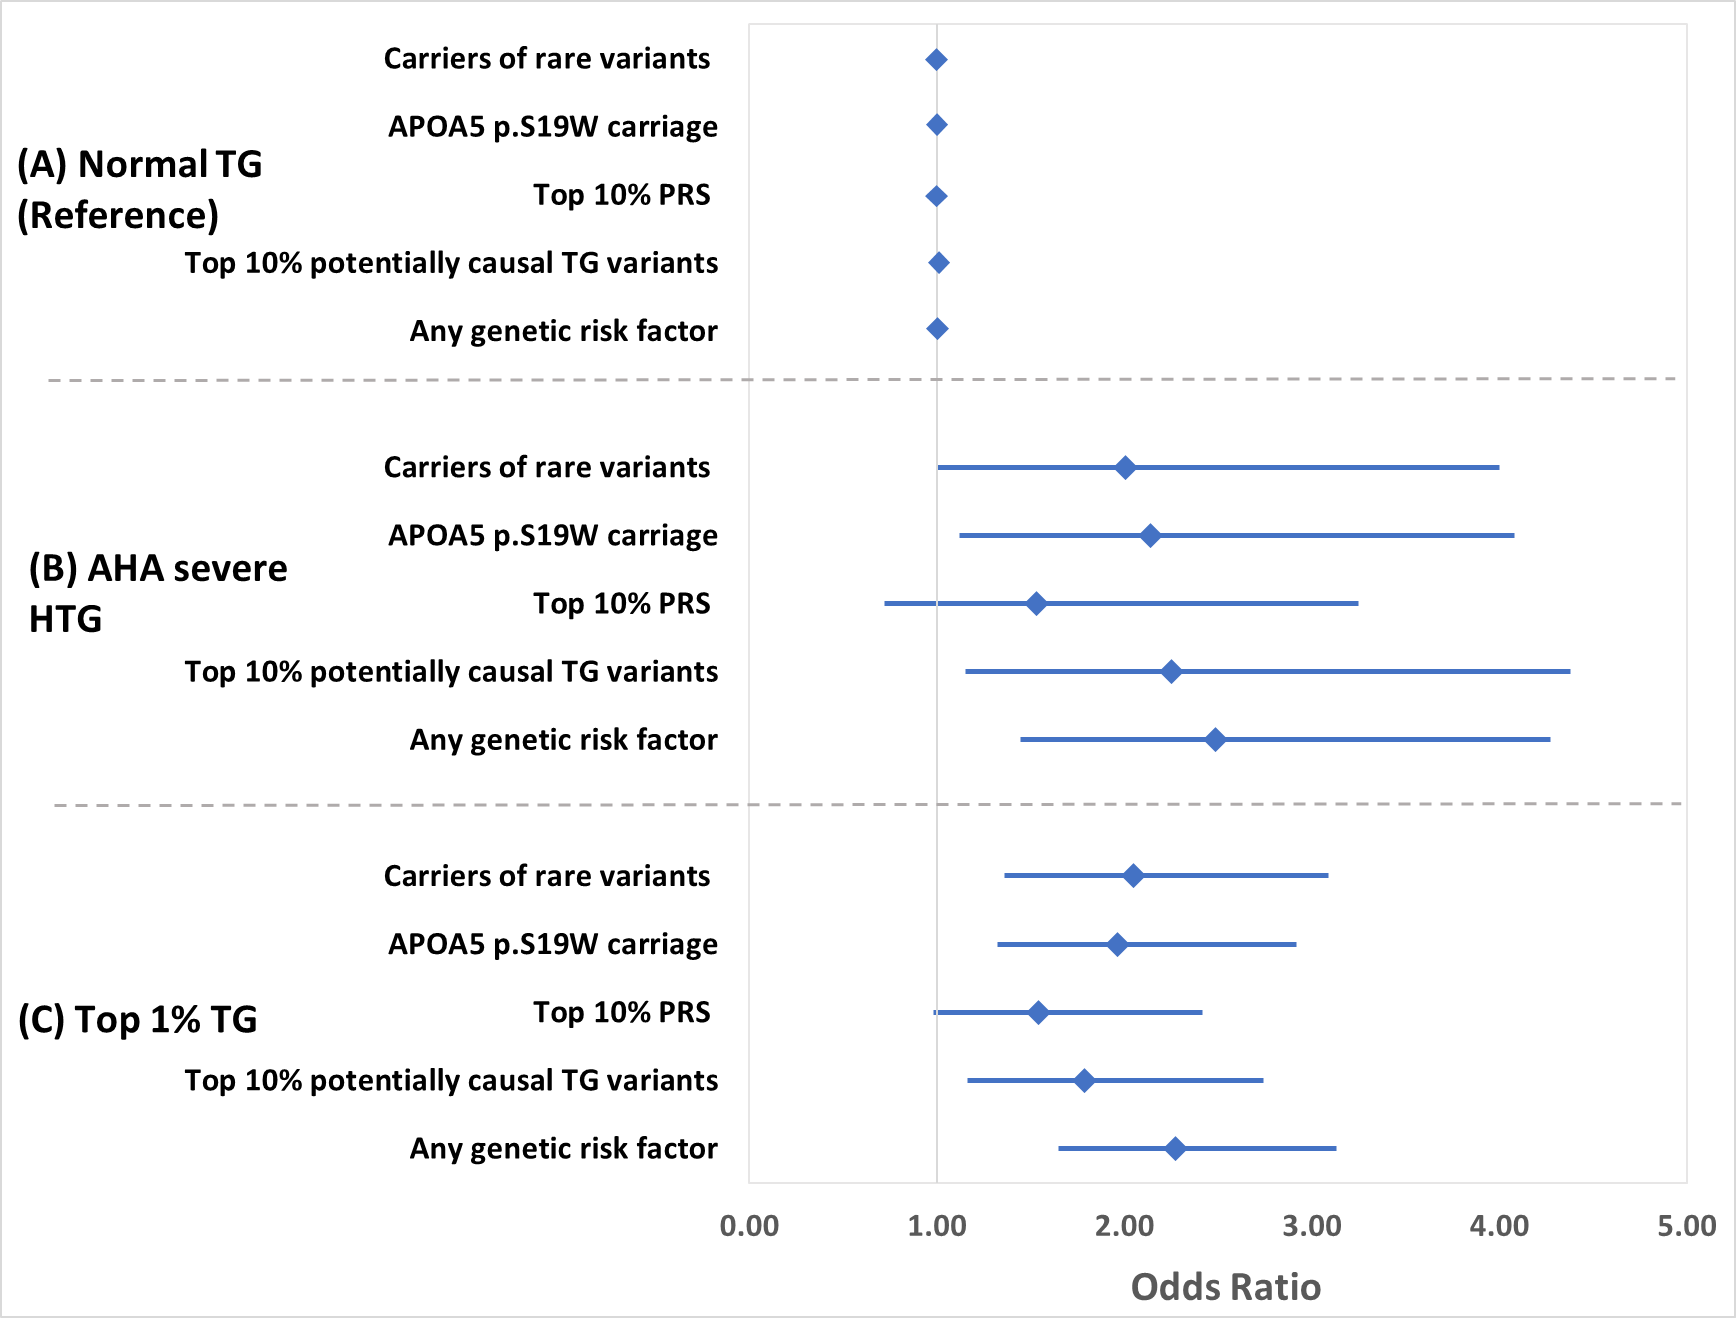 (A) Normal TG
(Reference)
Carriers of rare variants
APOA5 p.S19W carriage
Top 10% PRS
Top 10% potentially causal TG variants
Any genetic risk factor
(B) AHA severe
HTG
Carriers of rare variants
APOA5 p.S19W carriage
Top 10% PRS
Top 10% potentially causal TG variants
Any genetic risk factor
(C) Top 1% TG
Carriers of rare variants
APOA5 p.S19W carriage
Top 10% PRS
Top 10% potentially causal TG variants
Any genetic risk factor
0.00 1.00 2.00 3.00 4.00 5.00
Odds Ratio